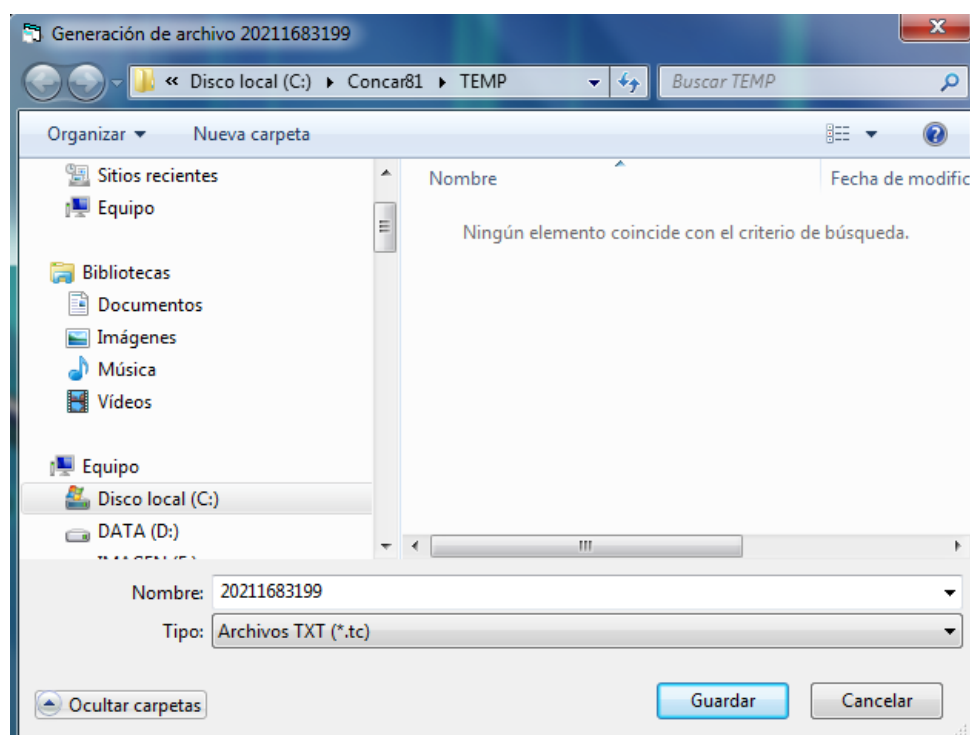 Generación de archivo 20211683199
« Disco local (C:) Concar81 TEMP
Buscar TEMP
Organizar Nueva carpeta
Sitios recientes
Equipo
Bibliotecas
Documentos
Imágenes
Música
Vídeos
Equipo
Disco local (C:)
DATA (D:)
Nombre Fecha de modific
Ningún elemento coincide con el criterio de búsqueda.
Nombre: 20211683199
Tipo: Archivos TXT (*.tc)
Ocultar carpetas
Guardar Cancelar